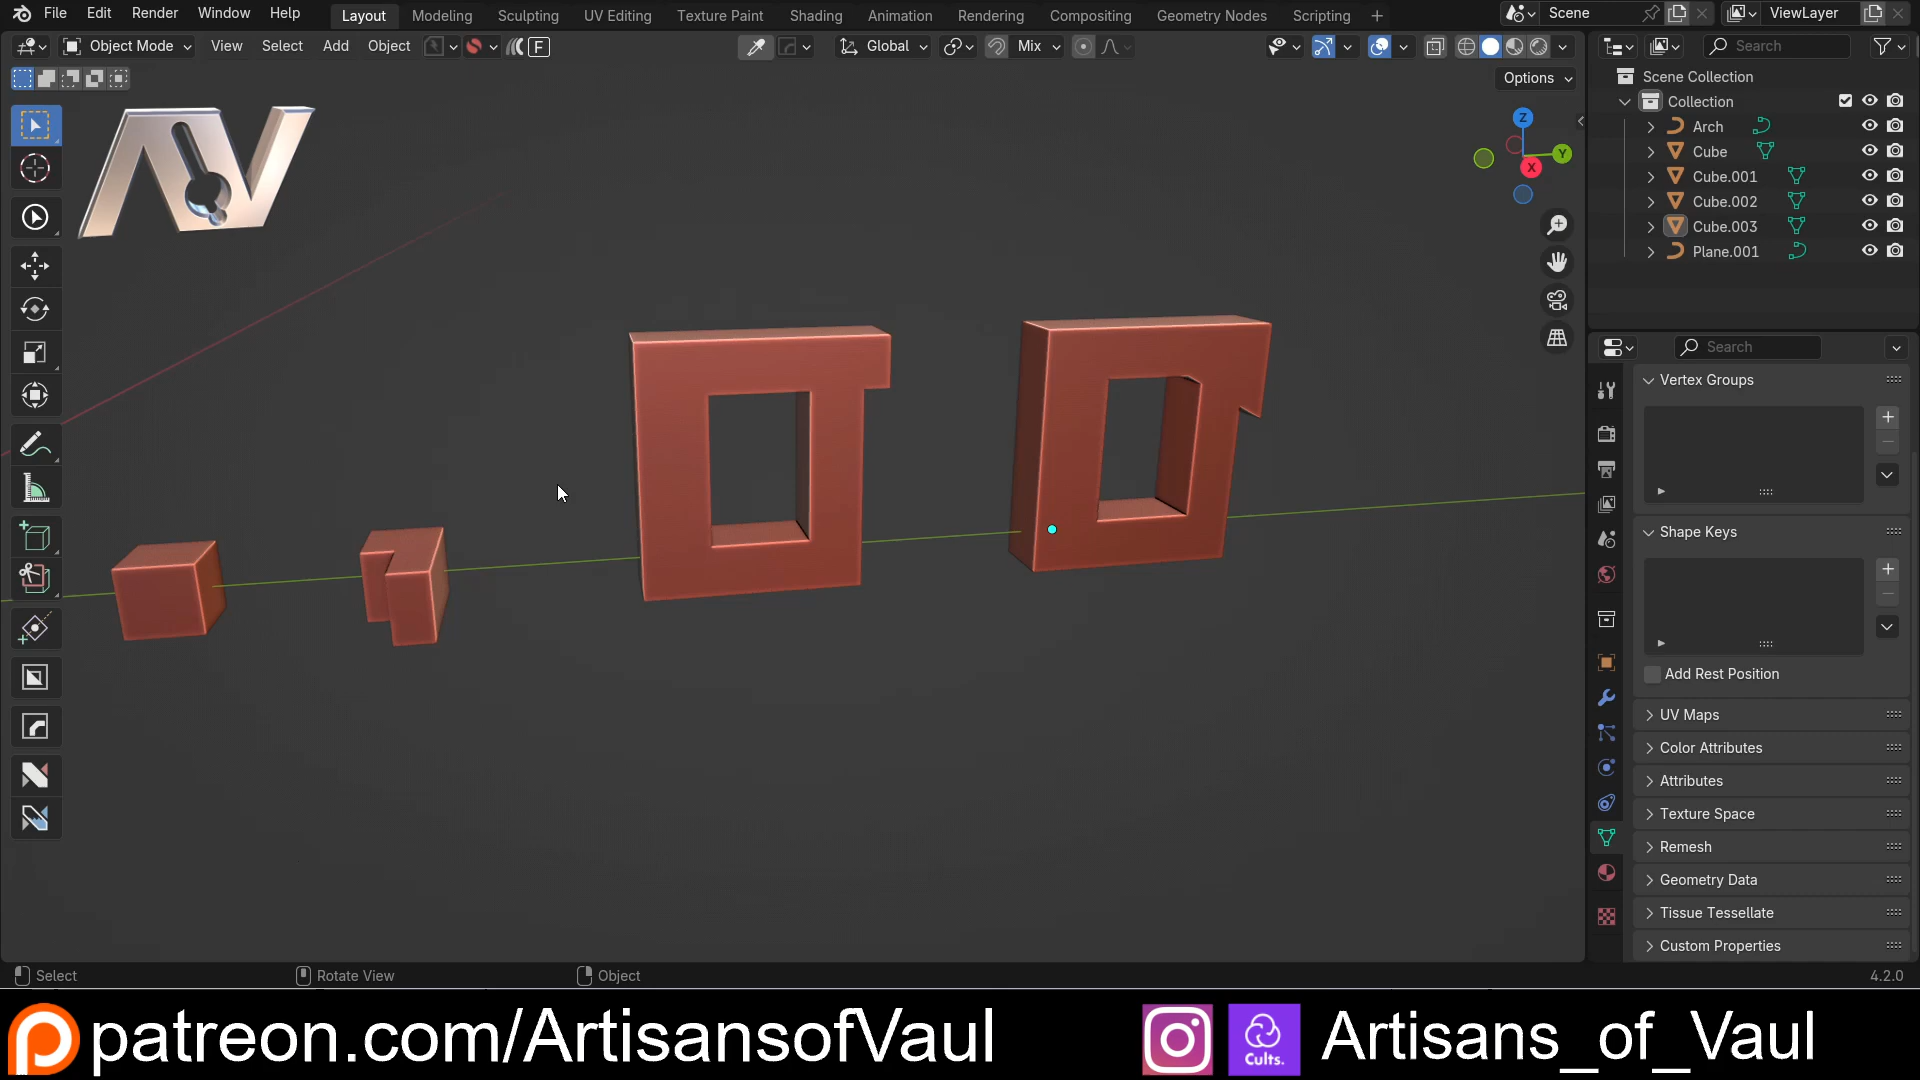 File Edit Render Window Help Layout Modeling Sculpting UV Editing Texture Paint Shading Animation Rendering Compositing Geometry Nodes Scripting + Scene ViewLayer
Object Mode View Select Add Object F Global Mix Search
Options
Scene Collection
Collection
Arch
Cube
Cube.001
Cube.002
Cube.003
Plane.001
Z
Y
X
AV
Search
Vertex Groups
Shape Keys
Add Rest Position
UV Maps
Color Attributes
Attributes
Texture Space
Remesh
Geometry Data
Tissue Tessellate
Custom Properties
Select Rotate View Object 4.2.0
patreon.com/ArtisansofVaul Cults. Artisans_of_Vaul